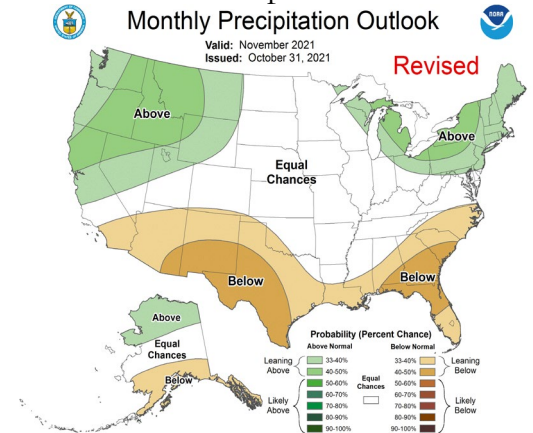 Monthly Precipitation Outlook
NOAA
Valid: November 2021
Issued: October 31, 2021
Revised
Above
Above
Equal
Chances
Below
Below
Above
Equal
Chances
Below
Probability (Percent Chance)
Above Normal
Below Normal
Leaning
Above
33-40%
40-50%
Likely
Above
50-60%
60-70%
70-80%
80-90%
90-100%
Equal
Chances
33-40%
40-50%
Leaning
Below
50-60%
60-70%
70-80%
80-90%
90-100%
Likely
Below